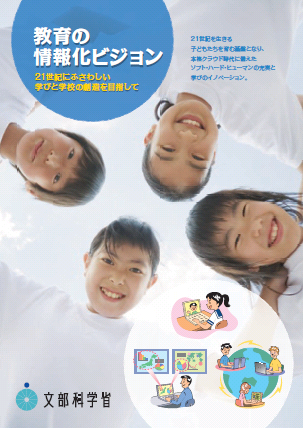 教育の
情報化ビジョン
21世紀にふさわしい
学びと学校の創造を目指して
21世紀を生きる
子どもたちを育む基盤となり、
本格クラウド時代に備えた
ソフト・ハード・ヒューマンの充実と
学びのイノベーション。
文部科学省